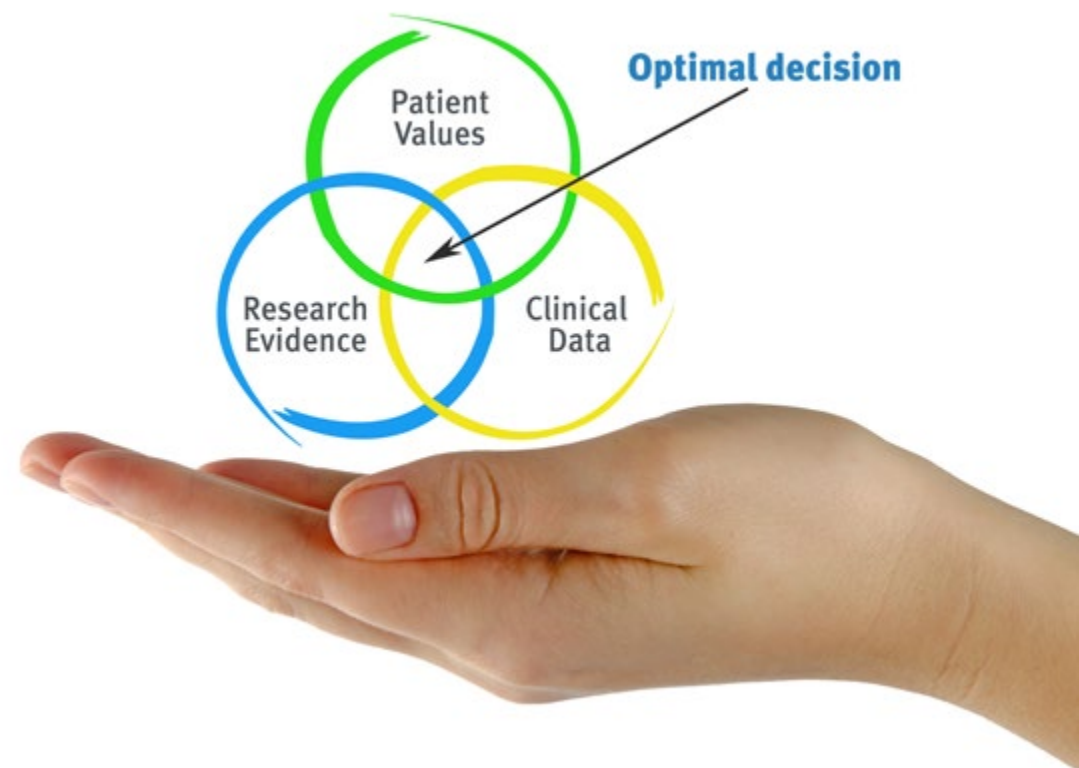 Optimal decision
Patient
Values
Research
Evidence
Clinical
Data